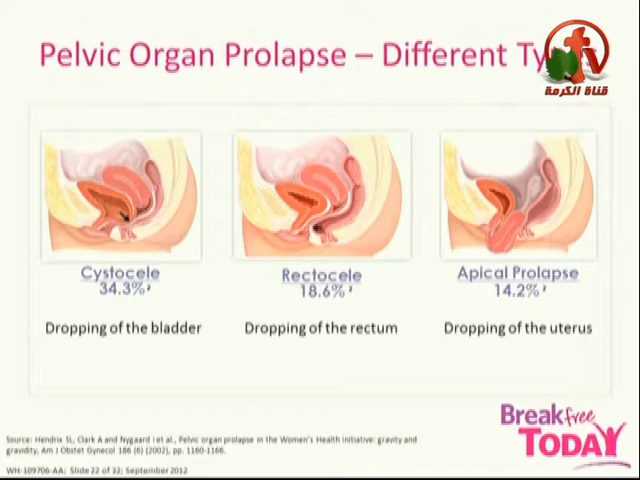 Pelvic Organ Prolapse – Different
قناة الكرمة
Cystocele
34.3%
Rectocele
18.6%
Apical Prolapse
14.2%
Dropping of the bladder
Dropping of the rectum
Dropping of the uterus
Break free
TODAY
Source: Hendrix SL, Clark A and Nygaard I et al., Pelvic organ prolapse in the Women's Health Initiative: gravity and
gravidity, Am J Obstet Gynecol 186 (6) (2002), pp. 1160-1166.
WH-109706-AA; Slide 22 of 32; September 2012